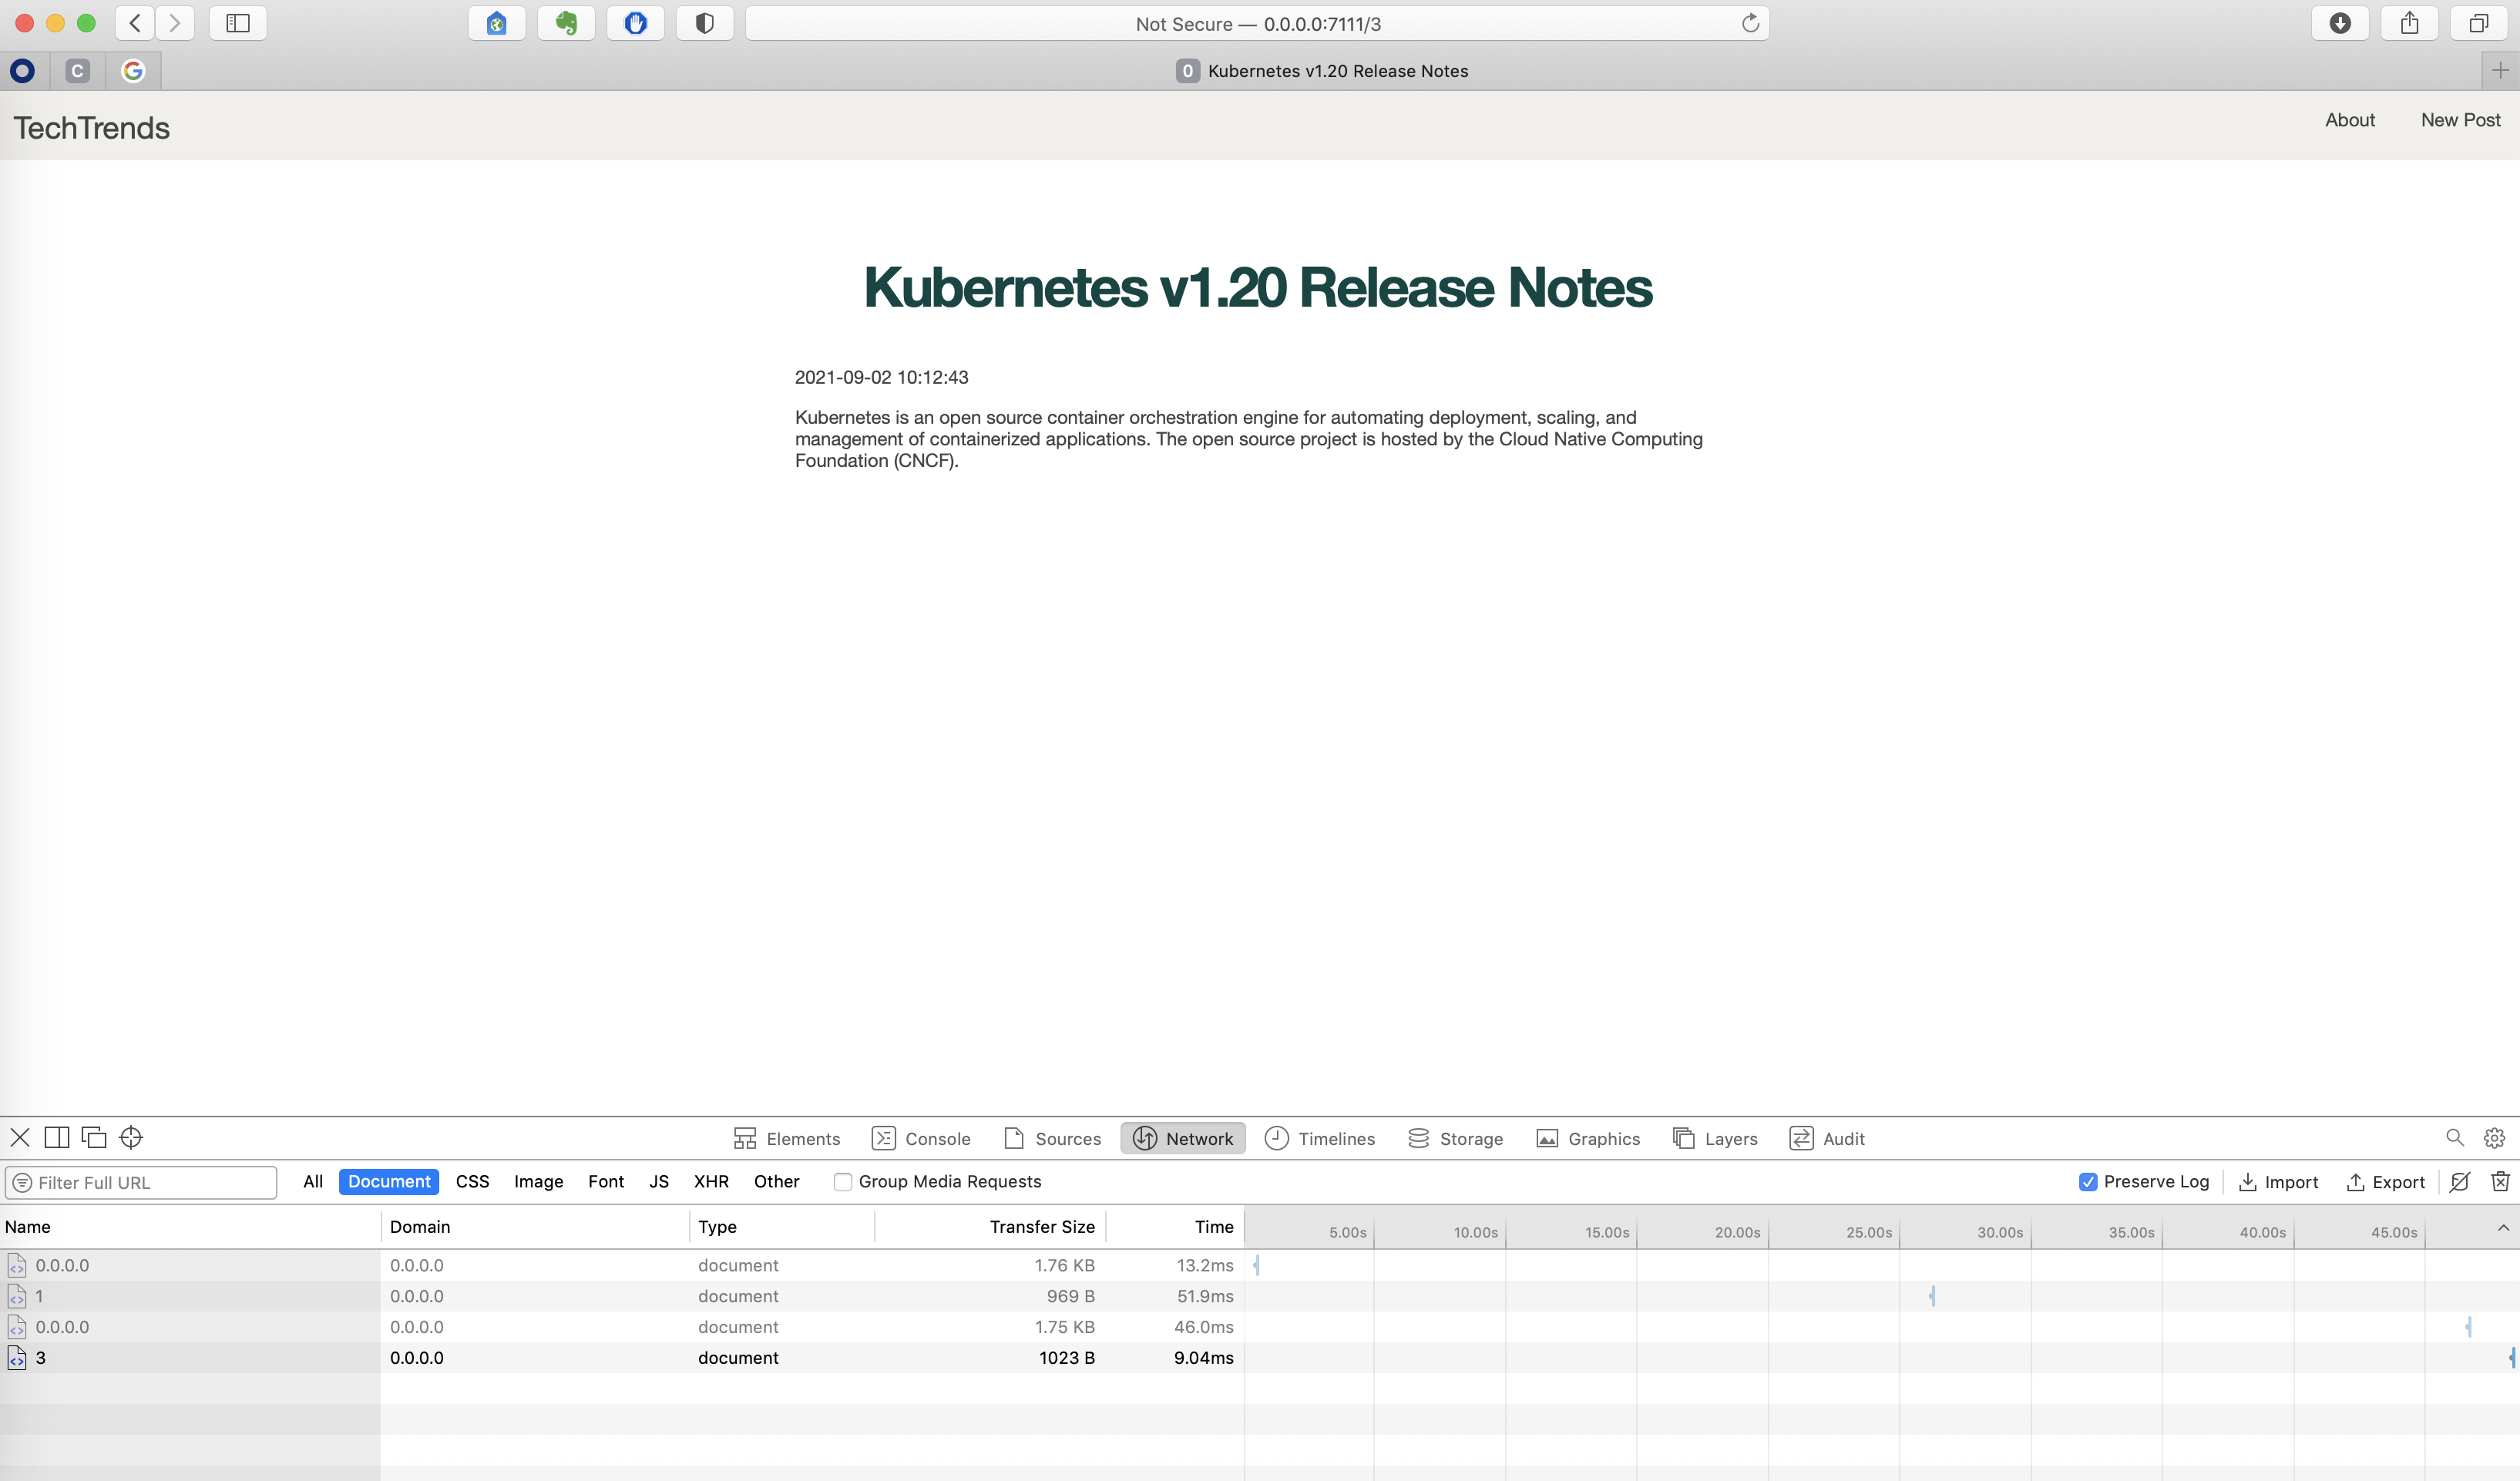 Not Secure — 0.0.0.0:7111/3
C
0 Kubernetes v1.20 Release Notes
TechTrends
About New Post
Kubernetes v1.20 Release Notes
2021-09-02 10:12:43
Kubernetes is an open source container orchestration engine for automating deployment, scaling, and
management of containerized applications. The open source project is hosted by the Cloud Native Computing
Foundation (CNCF).
Elements Console Sources Network Timelines Storage Graphics Layers Audit
Filter Full URL All Document CSS Image Font JS XHR Other Group Media Requests Preserve Log Import Export
Name Domain Type Transfer Size Time 5.00s 10.00s 15.00s 20.00s 25.00s 30.00s 35.00s 40.00s 45.00s
0.0.0.0 0.0.0.0 document 1.76 KB 13.2ms
1 0.0.0.0 document 969 B 51.9ms
0.0.0.0 0.0.0.0 document 1.75 KB 46.0ms
3 0.0.0.0 document 1023 B 9.04ms